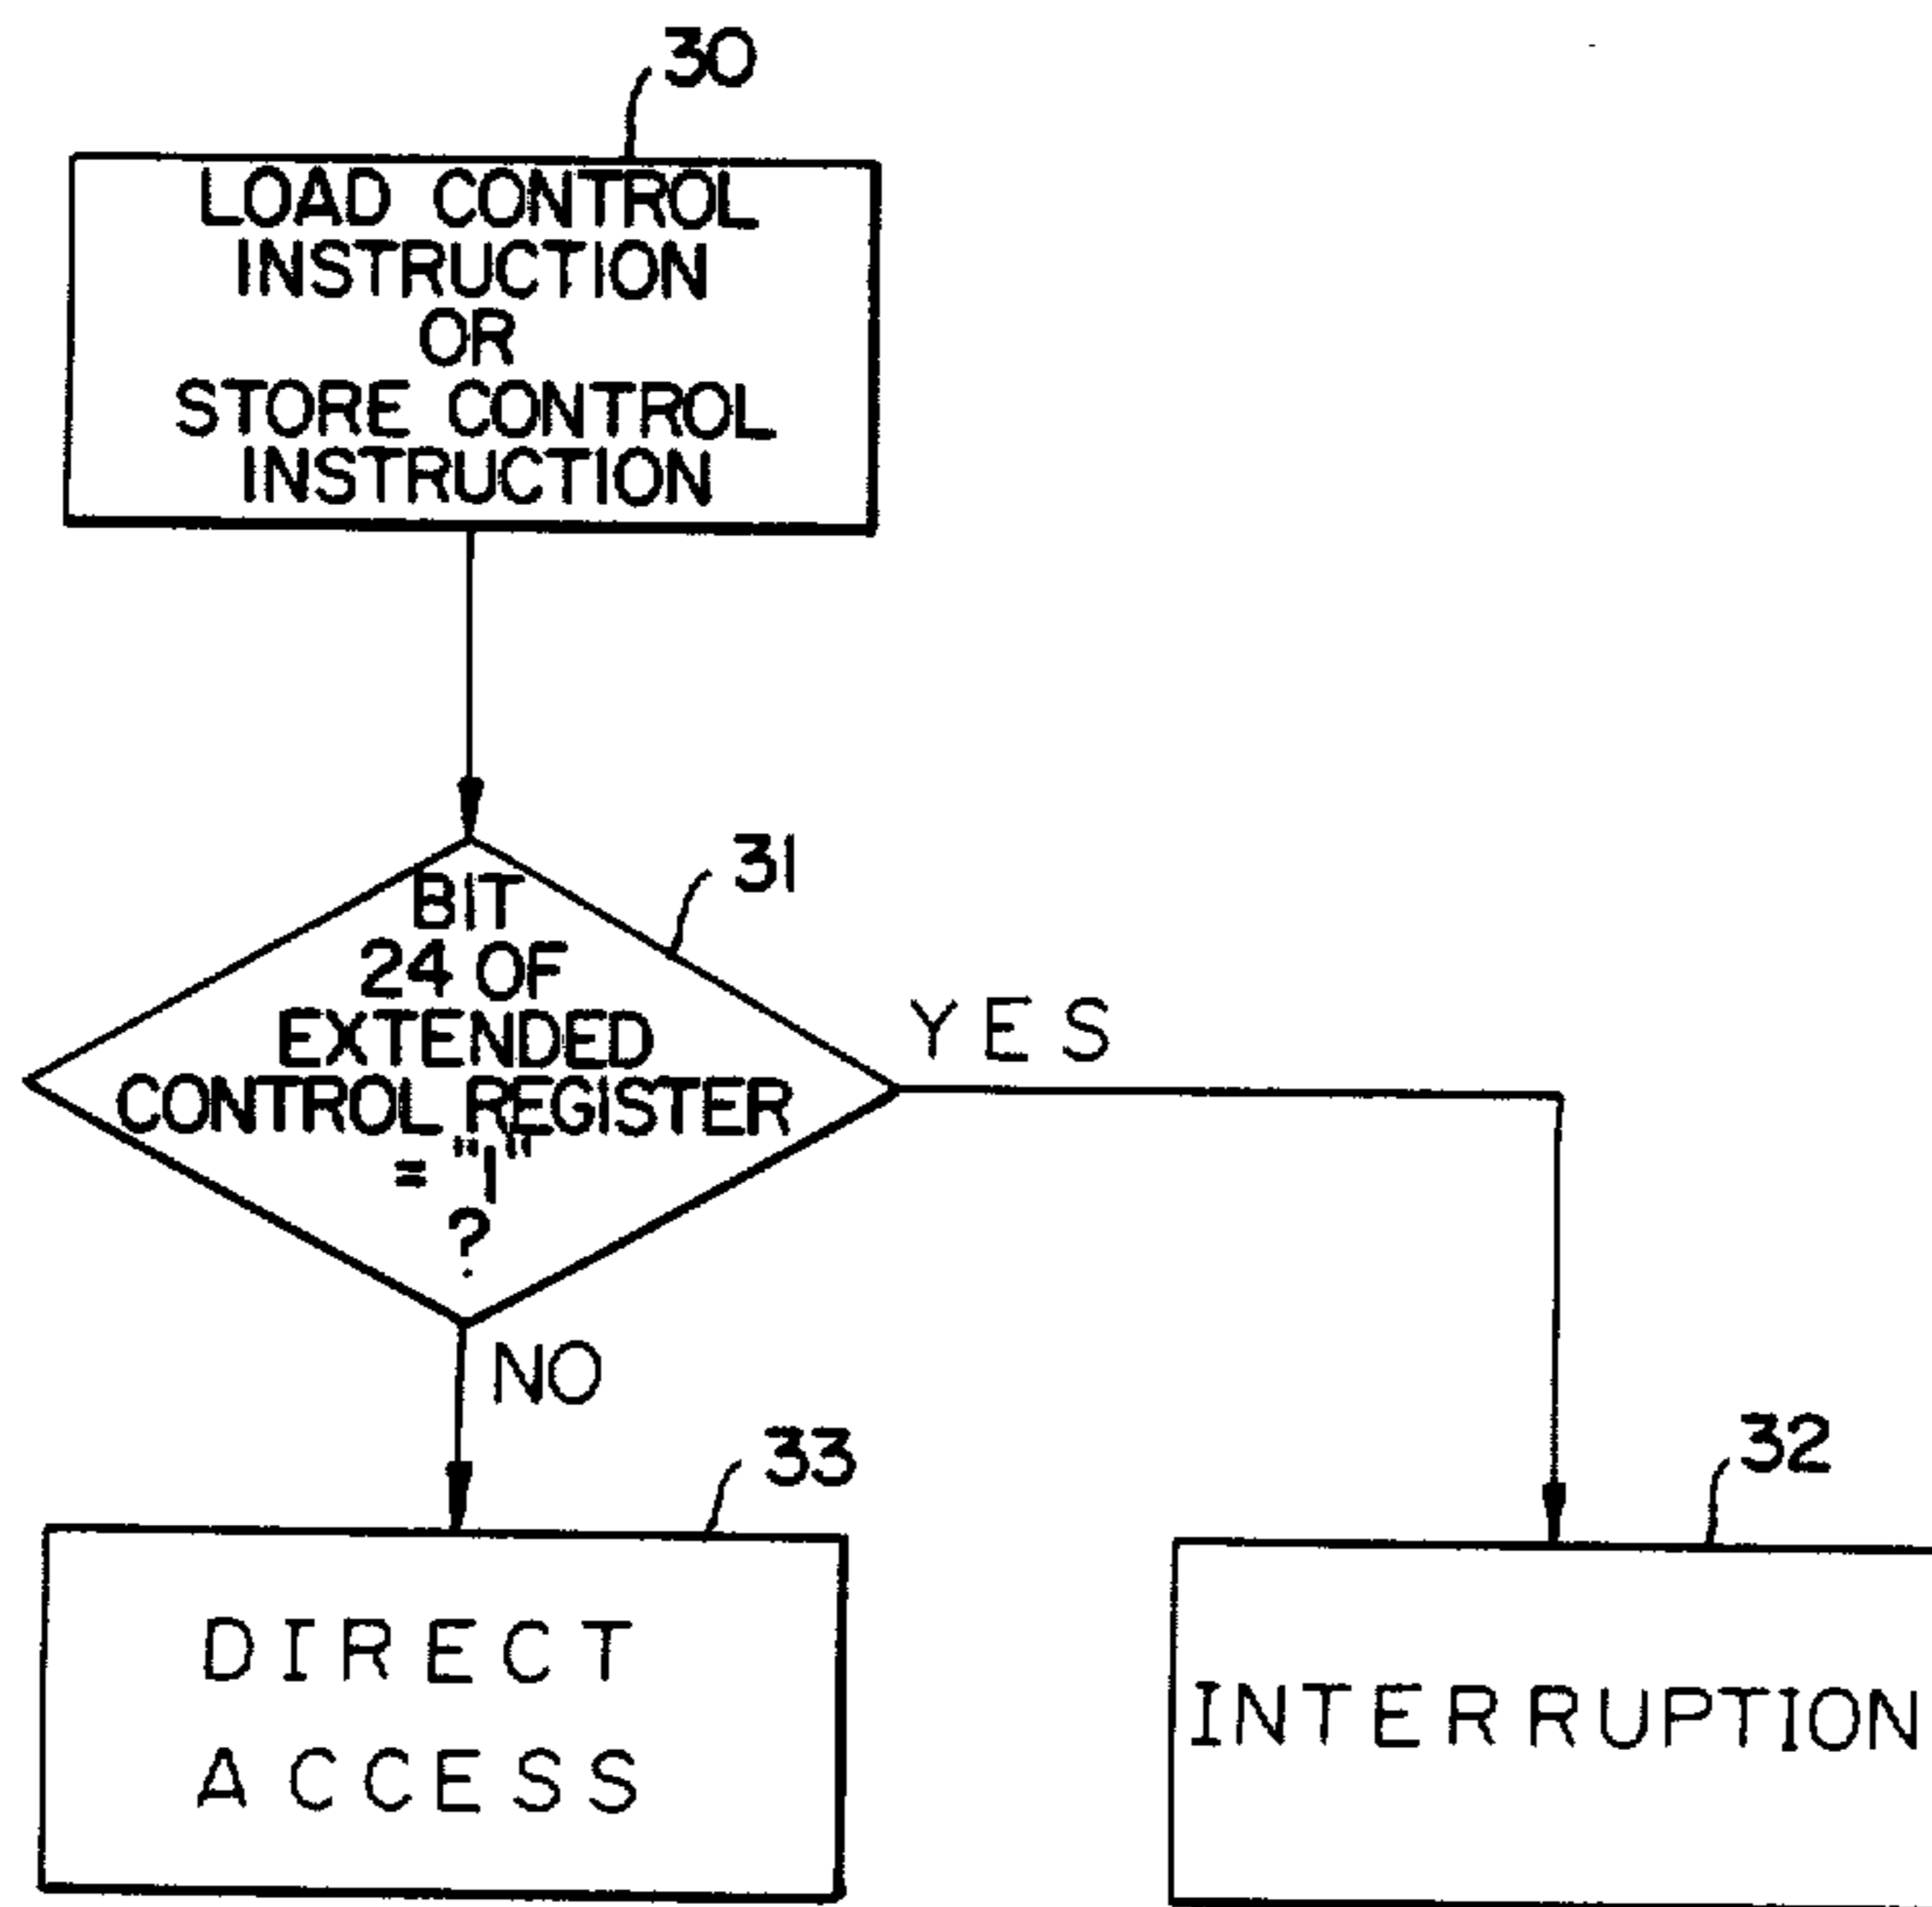 30
LOAD CONTROL
INSTRUCTION
OR
STORE CONTROL
INSTRUCTION
31
BIT
24 OF
EXTENDED
CONTROL REGISTER
= "1"
?
YES
NO
33
32
DIRECT
ACCESS
INTERRUPTION